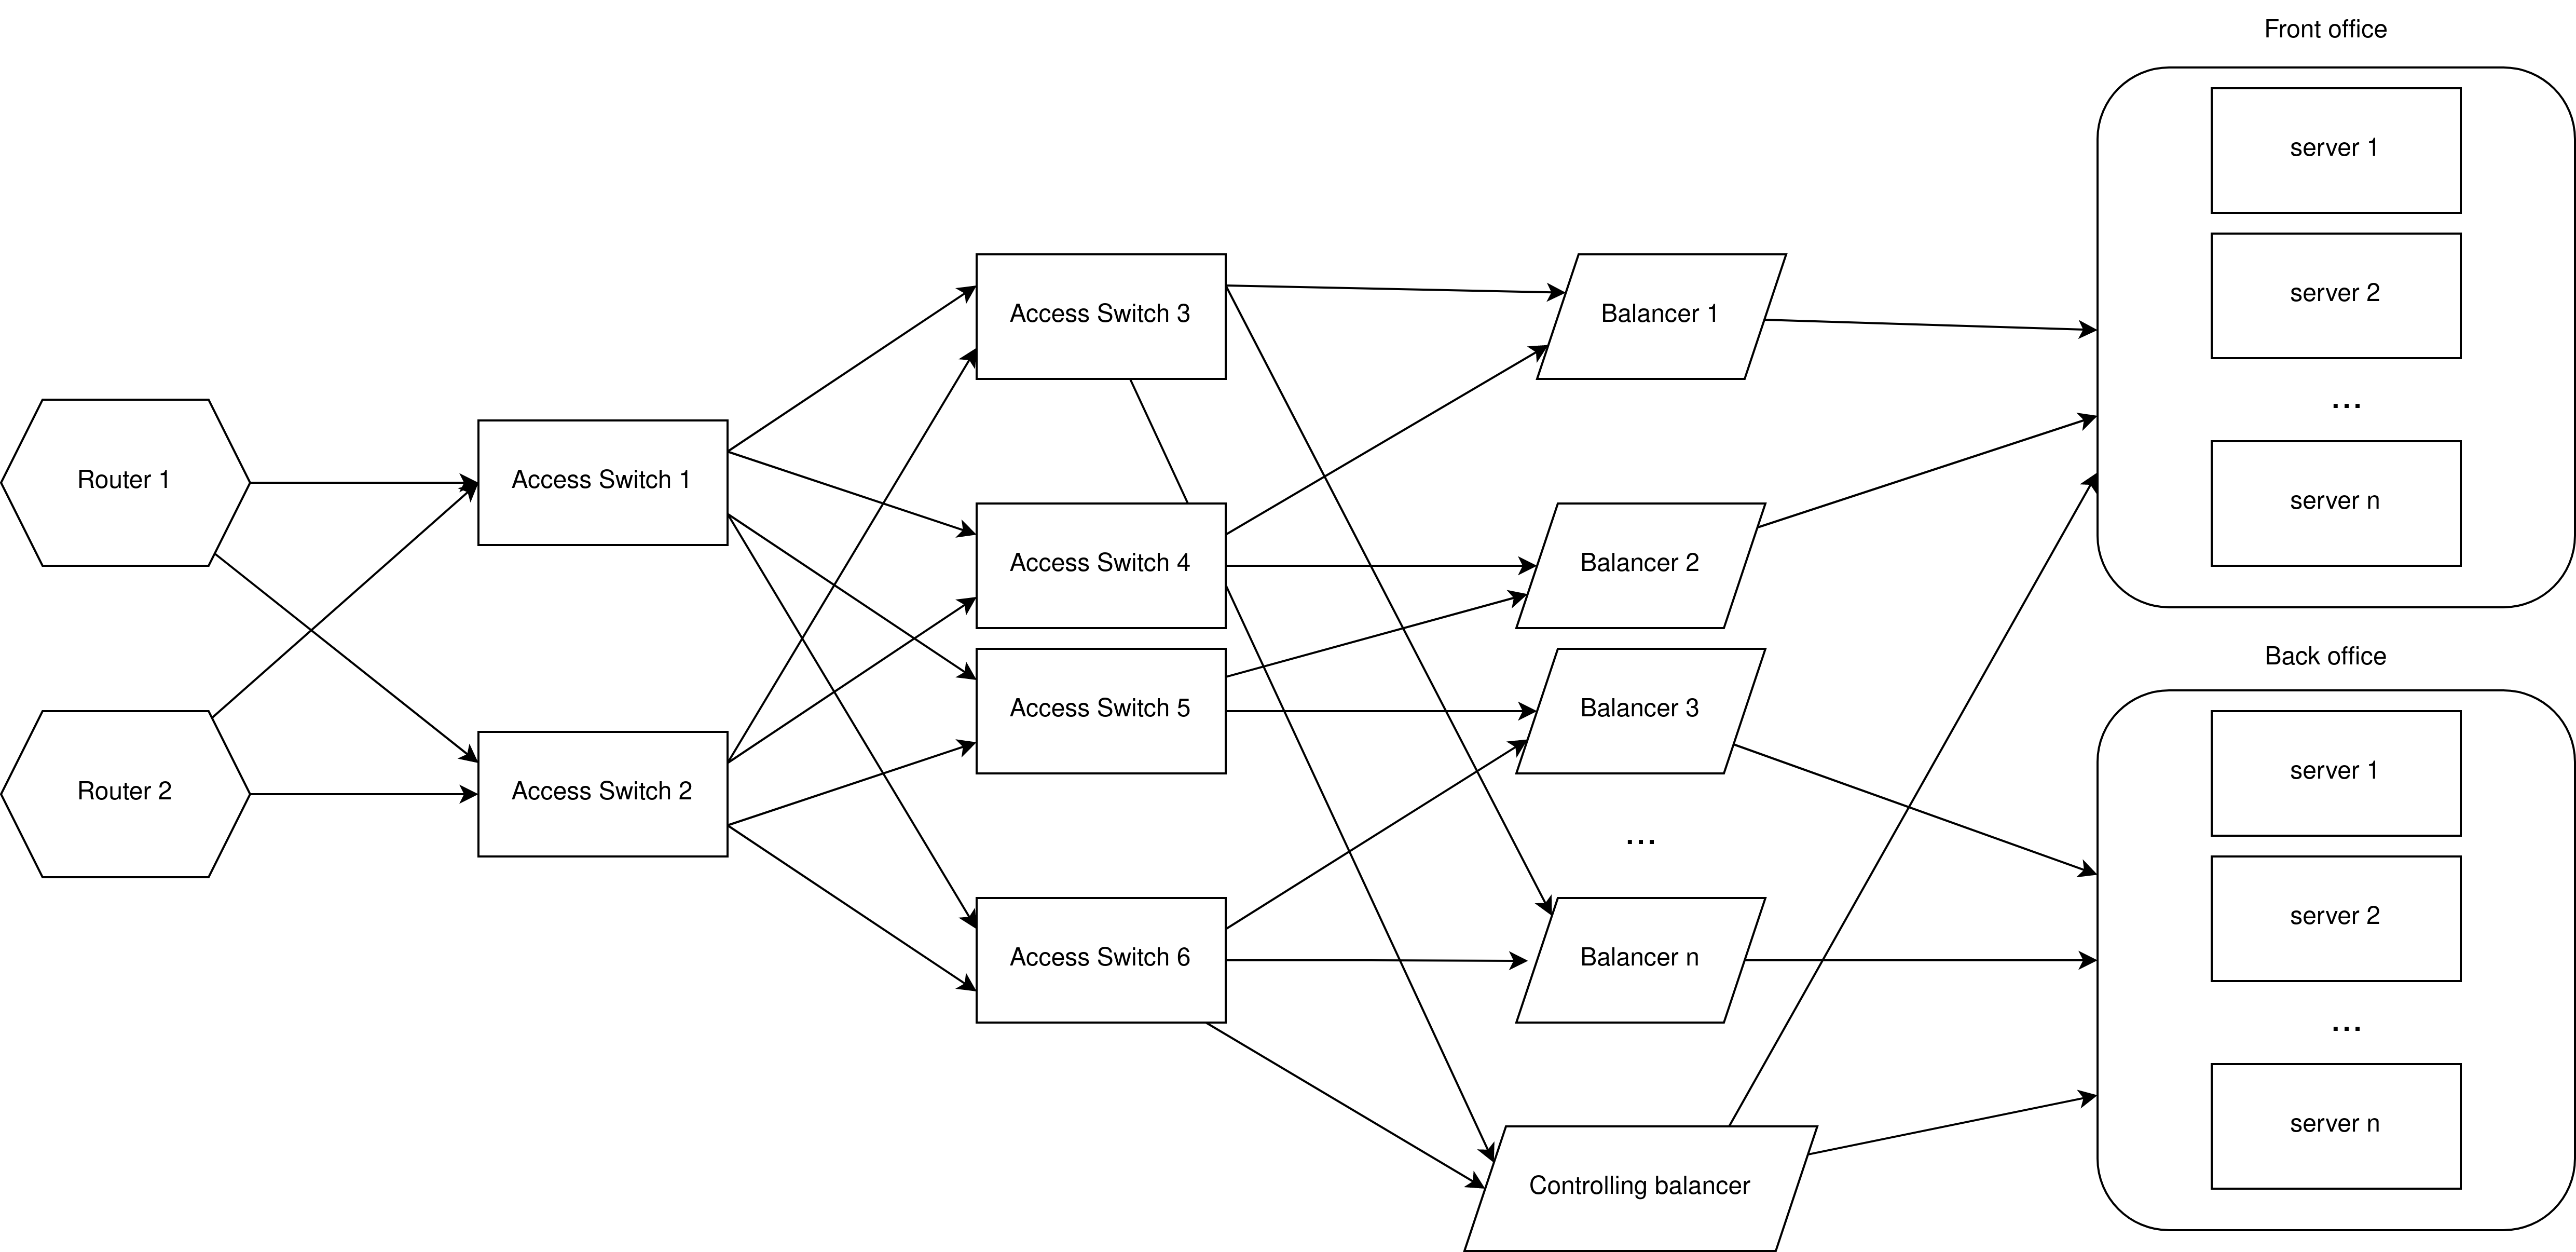 Front office
server 1
server 2
...
server n
Router 1
Router 2
Access Switch 1
Access Switch 2
Access Switch 3
Access Switch 4
Access Switch 5
Access Switch 6
Balancer 1
Balancer 2
Balancer 3
...
Balancer n
Controlling balancer
Back office
server 1
server 2
...
server n